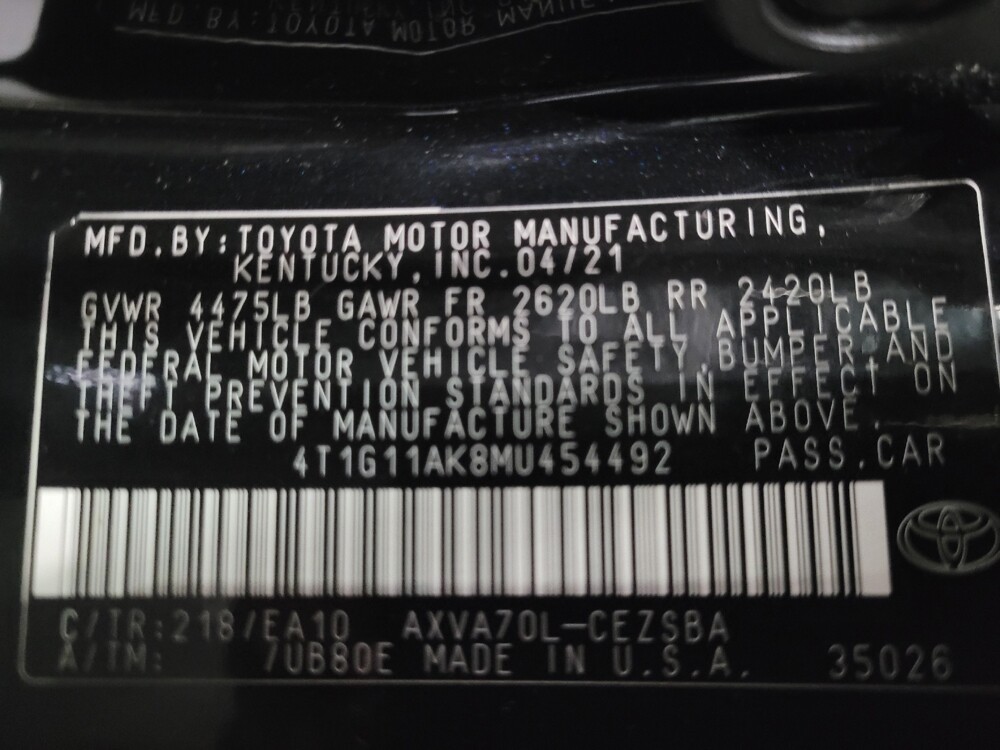 MFD.BY:TOYOTA MOTOR MANUFACTURING,
KENTUCKY,INC.04/21
GVWR 4475LB GAWR FR 2620LB RR 2420LB
THIS VEHICLE CONFORMS TO ALL APPLICABLE
FEDERAL MOTOR VEHICLE SAFETY,BUMPER,AND
THEFT PREVENTION STANDARDS IN EFFECT ON
THE DATE OF MANUFACTURE SHOWN ABOVE.
4T1G11AK8MU454492 PASS.CAR
C/TR:218/EA10 AXVA70L-CEZSBA
A/TM: /UB80E MADE IN U.S.A. 35026